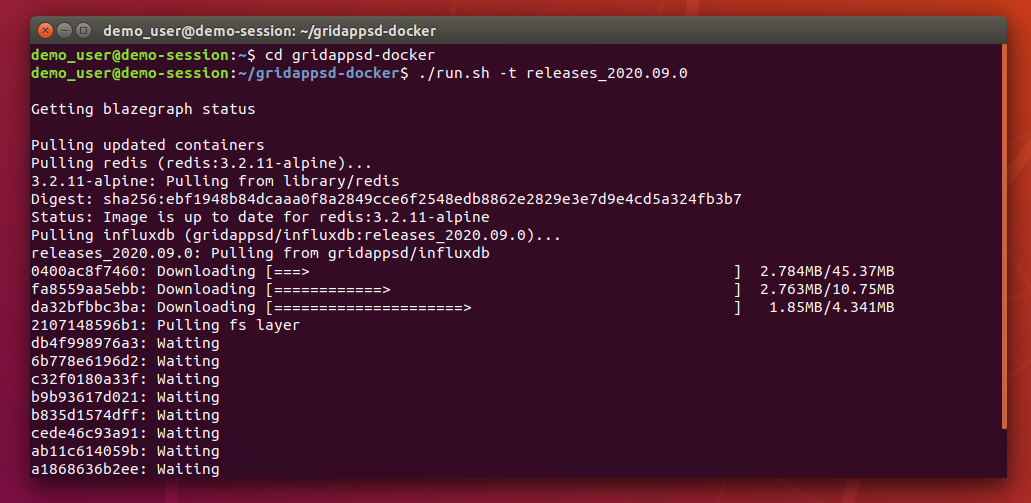 demo_user@demo-session: ~/gridappsd-docker
demo_user@demo-session:~$ cd gridappsd-docker
demo_user@demo-session:~/gridappsd-docker$ ./run.sh -t releases_2020.09.0
Getting blazegraph status
Pulling updated containers
Pulling redis (redis:3.2.11-alpine)...
3.2.11-alpine: Pulling from library/redis
Digest: sha256:ebf1948b84dcaaa0f8a2849cce6f2548edb8862e2829e3e7d9e4cd5a324fb3b7
Status: Image is up to date for redis:3.2.11-alpine
Pulling influxdb (gridappsd/influxdb:releases_2020.09.0)...
releases_2020.09.0: Pulling from gridappsd/influxdb
0400ac8f7460: Downloading [===>                                               ]  2.784MB/45.37MB
fa8559aa5ebb: Downloading [============>                                      ]  2.763MB/10.75MB
da32bfbbc3ba: Downloading [=====================>                             ]   1.85MB/4.341MB
2107148596b1: Pulling fs layer
db4f998976a3: Waiting
6b778e6196d2: Waiting
c32f0180a33f: Waiting
b9b93617d021: Waiting
b835d1574dff: Waiting
cede46c93a91: Waiting
ab11c614059b: Waiting
a1868636b2ee: Waiting